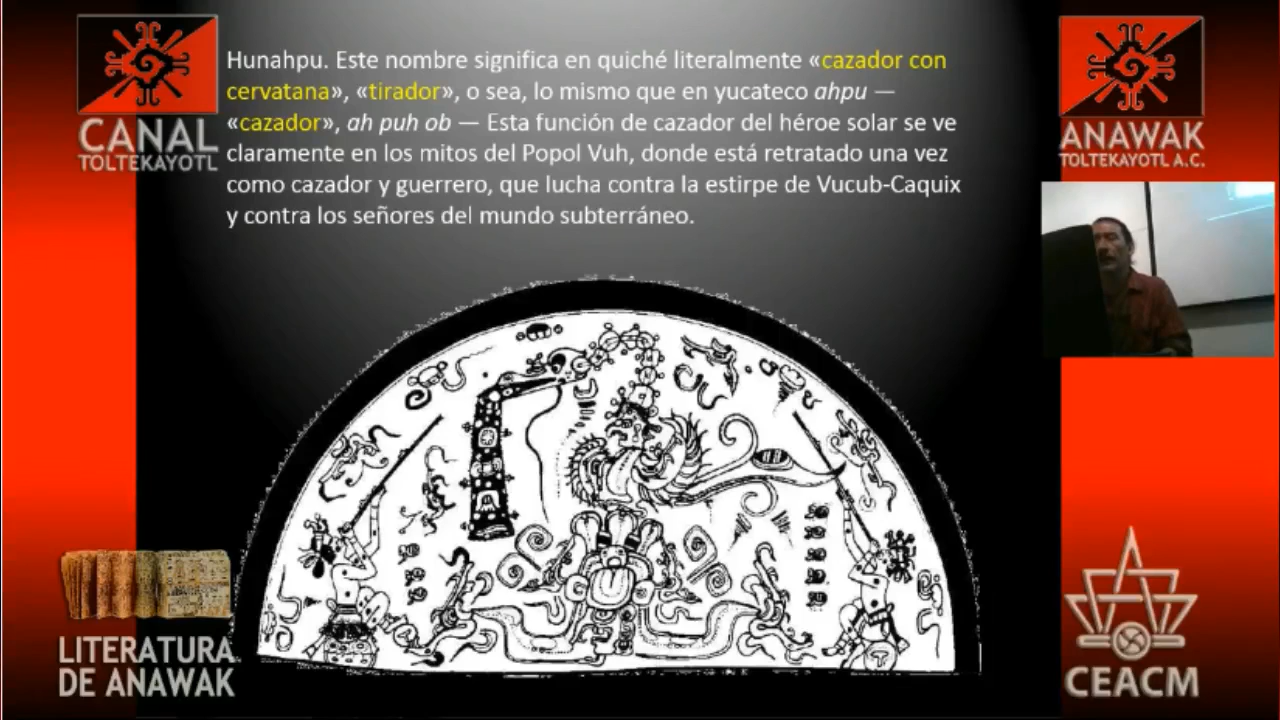 Hunahpu. Este nombre significa en quiché literalmente «cazador con
cervatana», «tirador», o sea, lo mismo que en yucateco ahpu —
«cazador», ah puh ob — Esta función de cazador del héroe solar se ve
claramente en los mitos del Popol Vuh, donde está retratado una vez
como cazador y guerrero, que lucha contra la estirpe de Vucub-Caquix
y contra los señores del mundo subterráneo.
CANAL
TOLTEKAYOTL
ANAWAK
TOLTEKAYOTL A.C.
LITERATURA
DE ANAWAK
CEACM